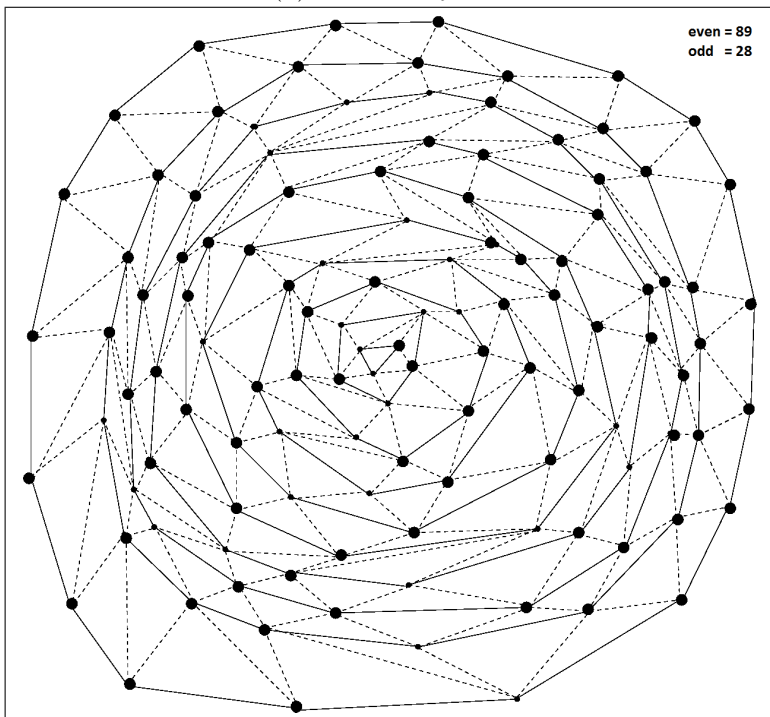 even = 89
odd = 28